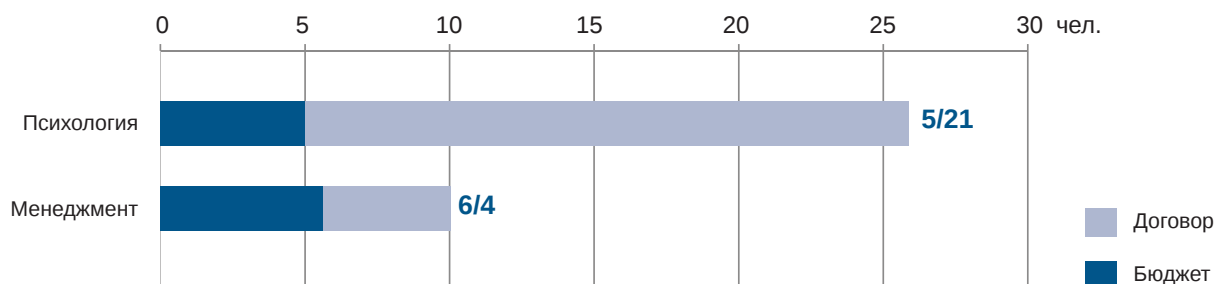 0 5 10 15 20 25 30 чел.
Психология 5/21
Менеджмент 6/4
Договор
Бюджет